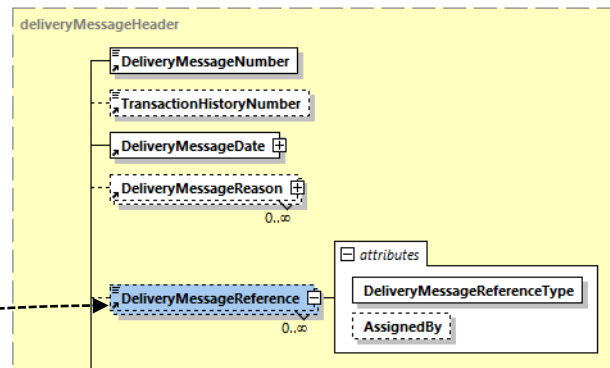 deliveryMessageHeader
DeliveryMessageNumber
TransactionHistoryNumber
DeliveryMessageDate
DeliveryMessageReason
0..∞
attributes
DeliveryMessageReferenceType
DeliveryMessageReference
0..∞
AssignedBy